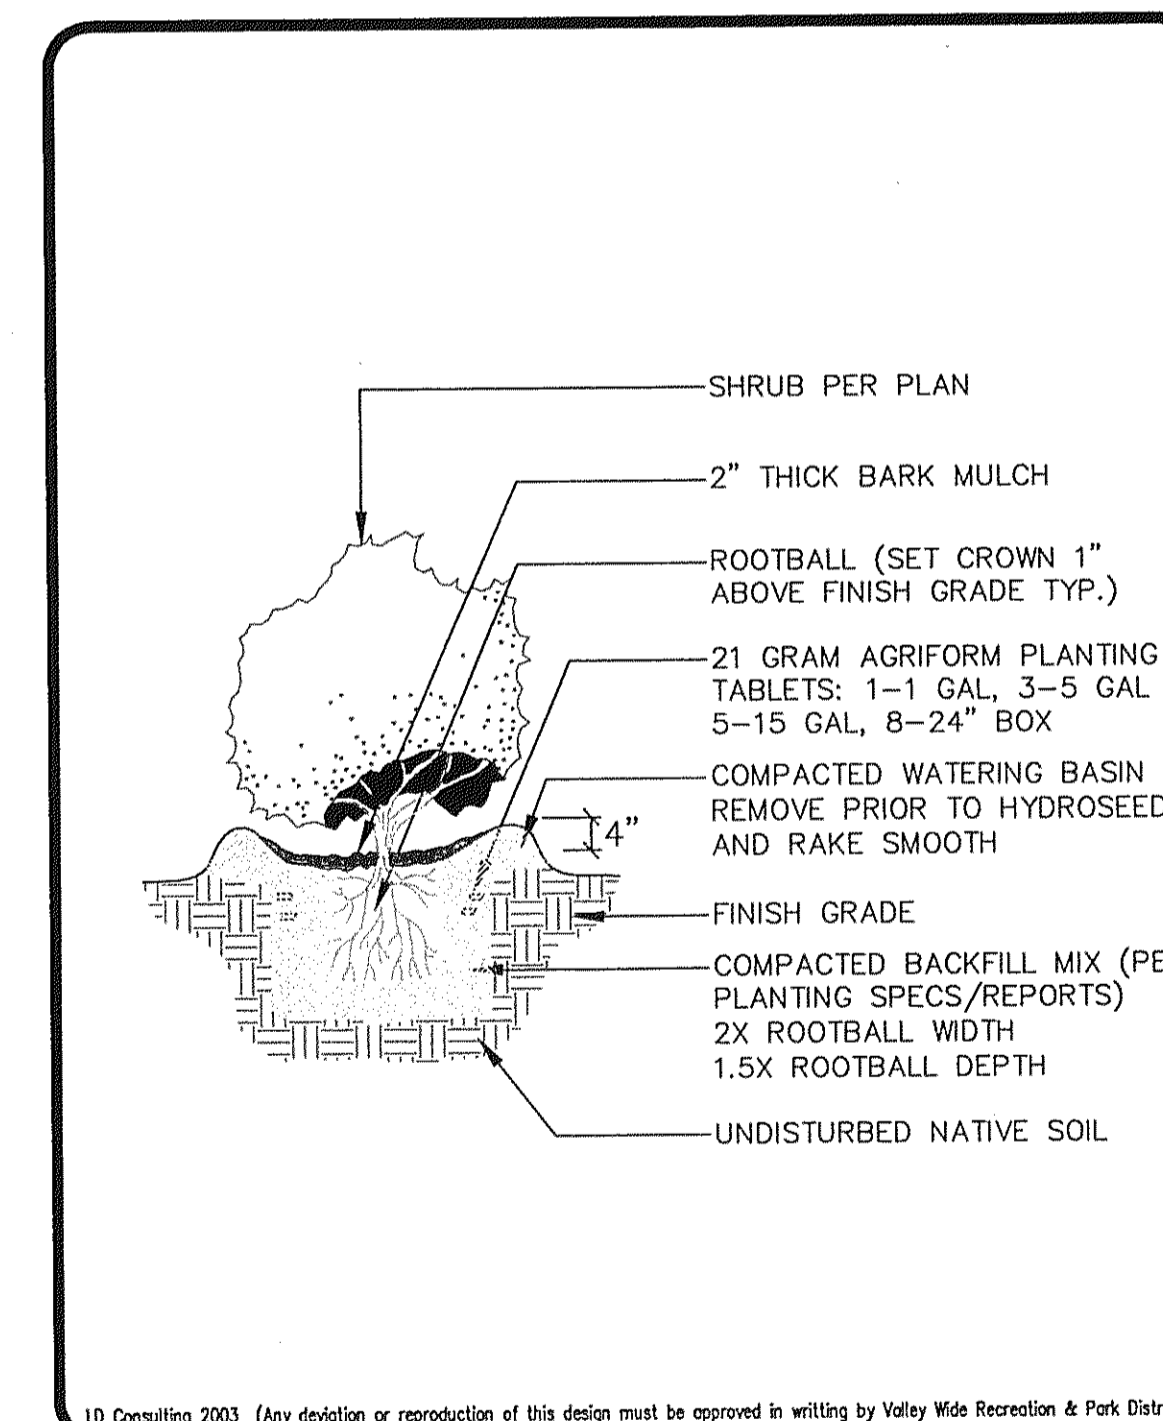 SHRUB PER PLAN
2" THICK BARK MULCH
ROOTBALL (SET CROWN 1"
ABOVE FINISH GRADE TYP.)
21 GRAM AGRIFORM PLANTING
TABLETS: 1-1 GAL, 3-5 GAL
5-15 GAL, 8-24" BOX
COMPACTED WATERING BASIN
REMOVE PRIOR TO HYDROSEED
AND RAKE SMOOTH
4"
FINISH GRADE
COMPACTED BACKFILL MIX (PE
PLANTING SPECS/REPORTS)
2X ROOTBALL WIDTH
1.5X ROOTBALL DEPTH
UNDISTURBED NATIVE SOIL
Consulting 2003 (Any deviation or reproduction of this design must be approved in writting by Valley Wide Recreation & Park Distr